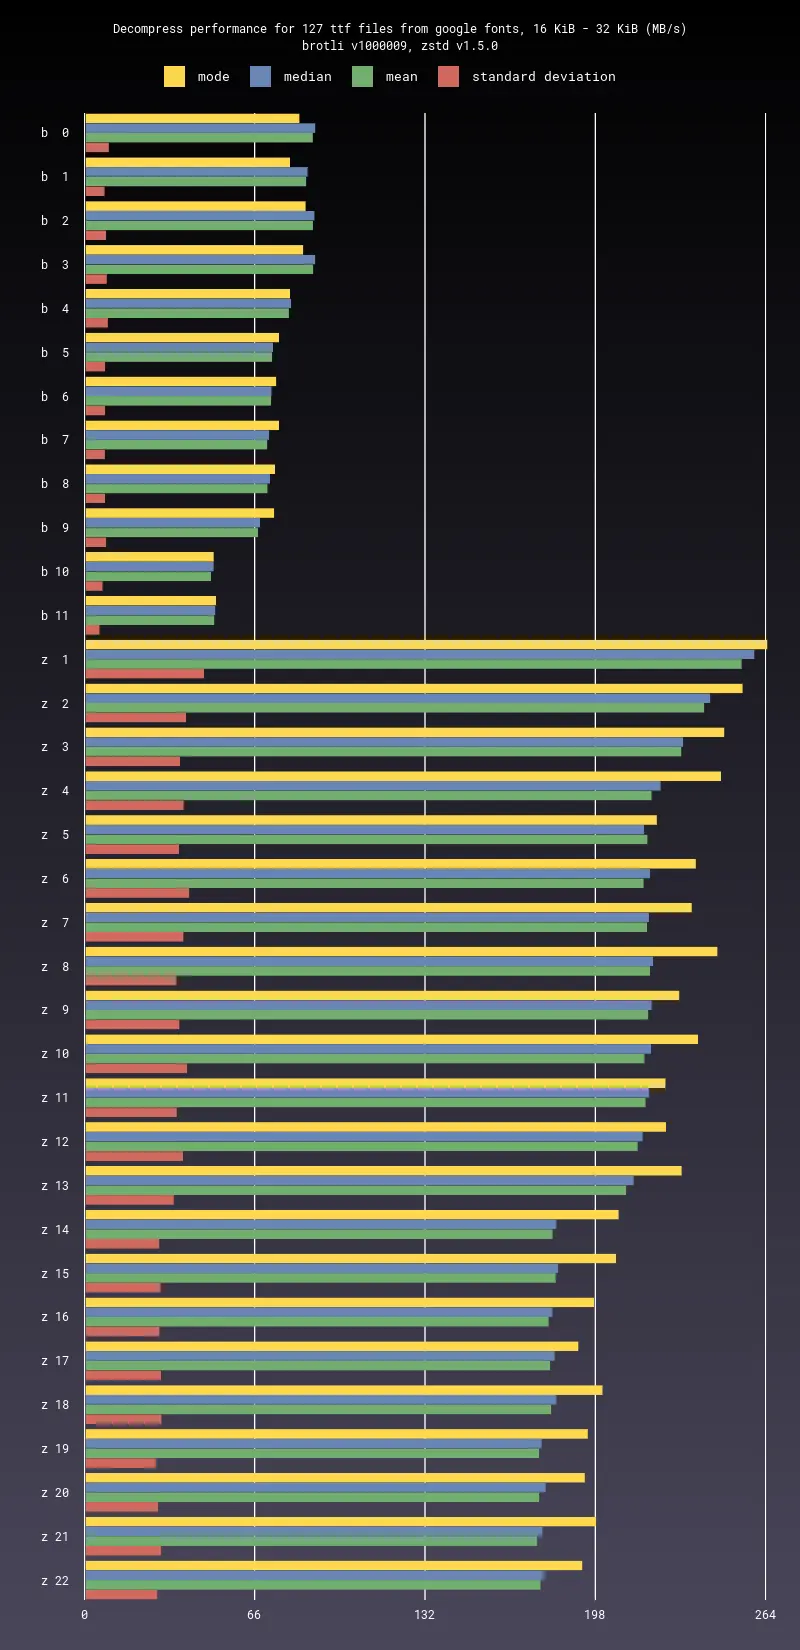 Decompress performance for 127 ttf files from google fonts, 16 KiB - 32 KiB (MB/s)
brotli v1000009, zstd v1.5.0
mode median mean standard deviation
b 0
b 1
b 2
b 3
b 4
b 5
b 6
b 7
b 8
b 9
b 10
b 11
z 1
z 2
z 3
z 4
z 5
z 6
z 7
z 8
z 9
z 10
z 11
z 12
z 13
z 14
z 15
z 16
z 17
z 18
z 19
z 20
z 21
z 22
0 66 132 198 264